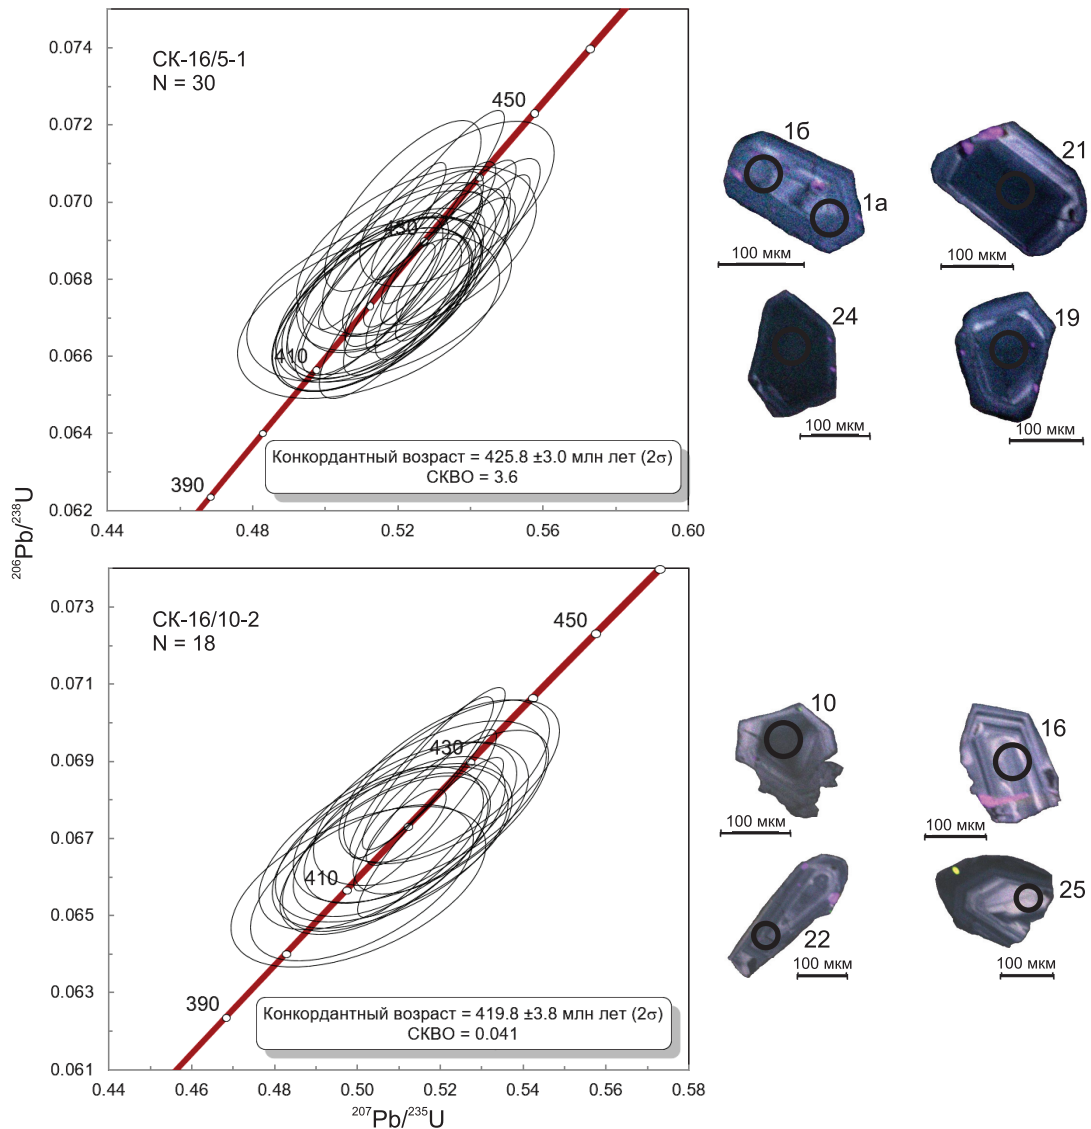 0.074
0.072
0.070
0.068
0.066
0.064
0.062
СК-16/5-1
N = 30
450
410
390
Конкордантный возраст = 425.8 ±3.0 млн лет (2σ)
СКВО = 3.6
0.44
0.48
0.52
0.56
0.60
1б
1а
100 мкм
21
100 мкм
24
100 мкм
19
100 мкм
²⁰⁶Pb/²³⁸U
0.073
0.071
0.069
0.067
0.065
0.063
0.061
СК-16/10-2
N = 18
450
430
410
390
Конкордантный возраст = 419.8 ±3.8 млн лет (2σ)
СКВО = 0.041
0.44
0.46
0.48
0.50
0.52
0.54
0.56
0.58
²⁰⁷Pb/²³⁵U
10
100 мкм
16
100 мкм
22
100 мкм
25
100 мкм